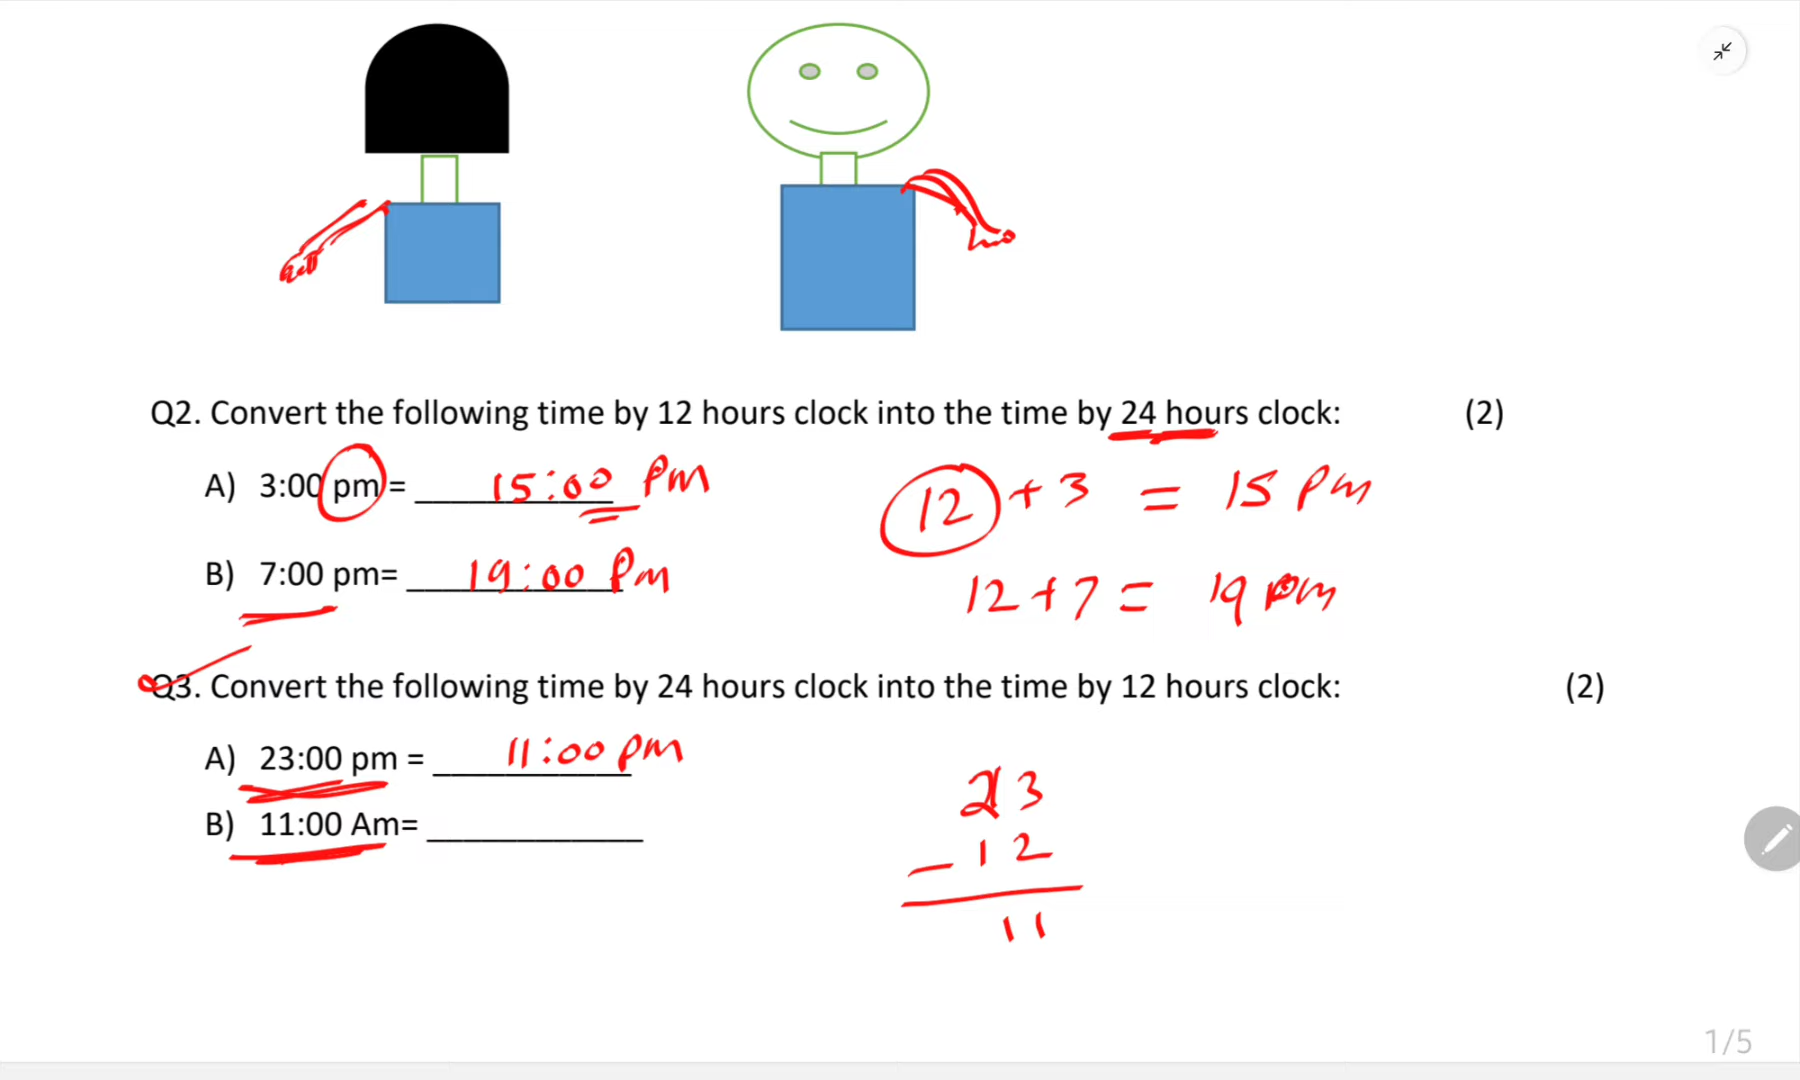 Q2. Convert the following time by 12 hours clock into the time by 24 hours clock: (2)
A) 3:00 pm = 15:00 pm 12 + 3 = 15 pm
B) 7:00 pm= 19:00 pm 12 + 7 = 19 pm
Q3. Convert the following time by 24 hours clock into the time by 12 hours clock: (2)
A) 23:00 pm = 11:00 pm
B) 11:00 Am=
23
- 12
11
1/5